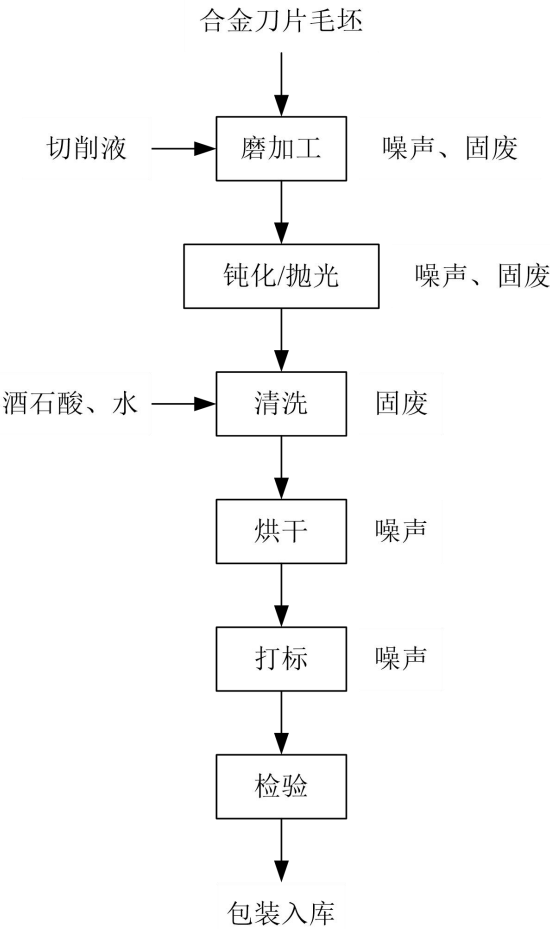 合金刀片毛坯
切削液
磨加工
噪声、固废
钝化/抛光
噪声、固废
酒石酸、水
清洗
固废
烘干
噪声
打标
噪声
检验
包装入库